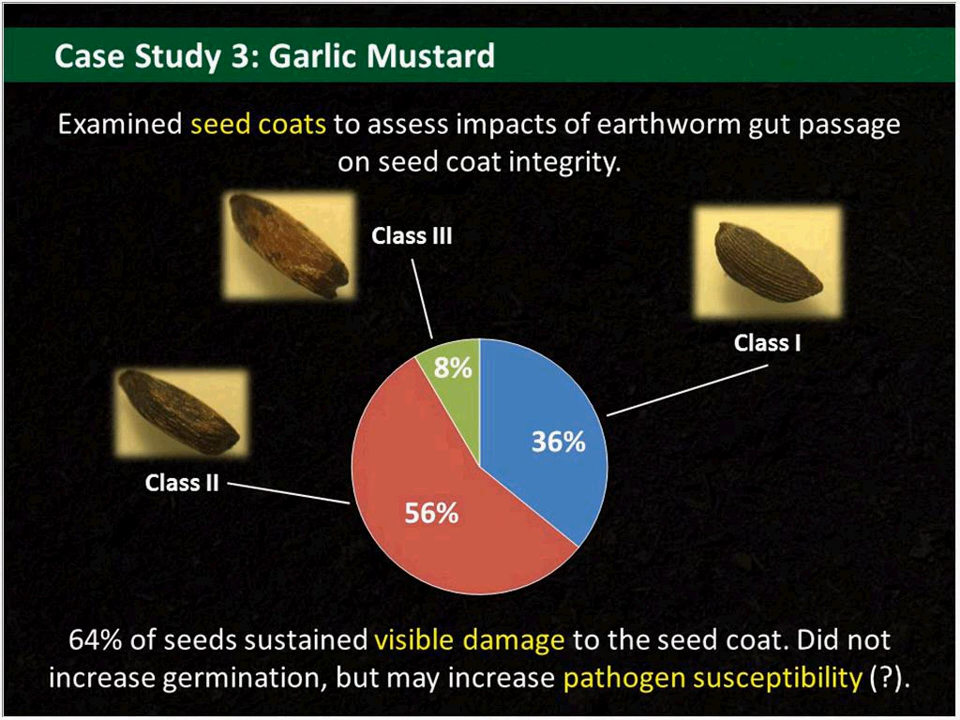 Case Study 3: Garlic Mustard
Examined seed coats to assess impacts of earthworm gut passage
on seed coat integrity.
Class III
Class I
8%
36%
Class II
56%
64% of seeds sustained visible damage to the seed coat. Did not
increase germination, but may increase pathogen susceptibility (?).